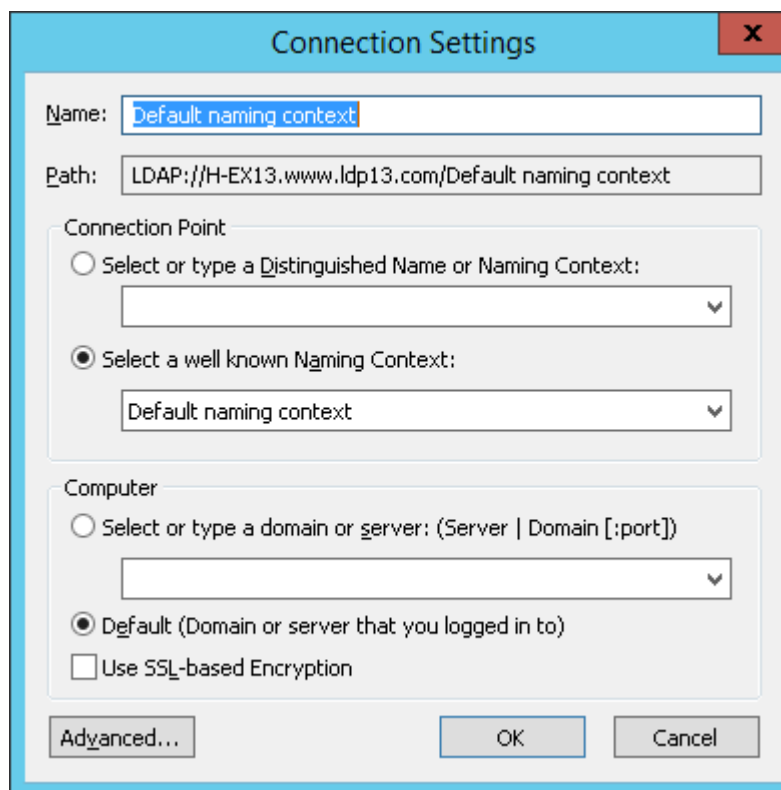 Connection Settings
x
Name: Default naming context
Path: LDAP://H-EX13.www.ldp13.com/Default naming context
Connection Point
Select or type a Distinguished Name or Naming Context:
Select a well known Naming Context:
Default naming context
Computer
Select or type a domain or server: (Server | Domain [:port])
Default (Domain or server that you logged in to)
Use SSL-based Encryption
Advanced... OK Cancel